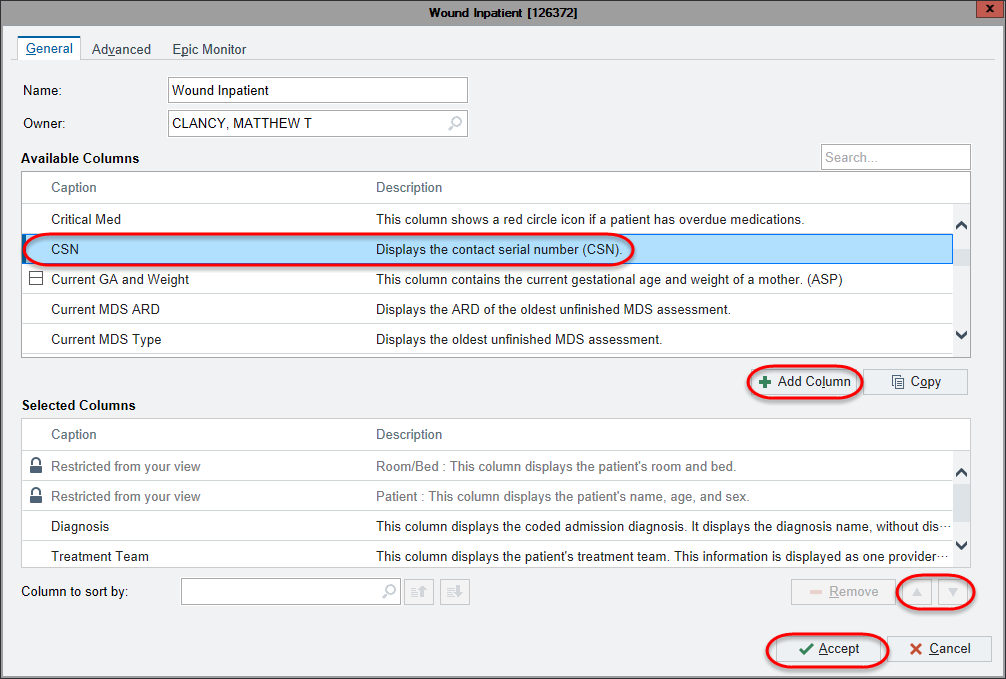 Wound Inpatient [126372]
General Advanced Epic Monitor
Name: Wound Inpatient
Owner: CLANCY, MATTHEW T
Available Columns Search...
Caption Description
Critical Med This column shows a red circle icon if a patient has overdue medications.
CSN Displays the contact serial number (CSN).
Current GA and Weight This column contains the current gestational age and weight of a mother. (ASP)
Current MDS ARD Displays the ARD of the oldest unfinished MDS assessment.
Current MDS Type Displays the oldest unfinished MDS assessment.
Add Column Copy
Selected Columns
Caption Description
Restricted from your view Room/Bed : This column displays the patient's room and bed.
Restricted from your view Patient : This column displays the patient's name, age, and sex.
Diagnosis This column displays the coded admission diagnosis. It displays the diagnosis name, without dis···
Treatment Team This column displays the patient's treatment team. This information is displayed as one provider···
Column to sort by: Remove
Accept Cancel